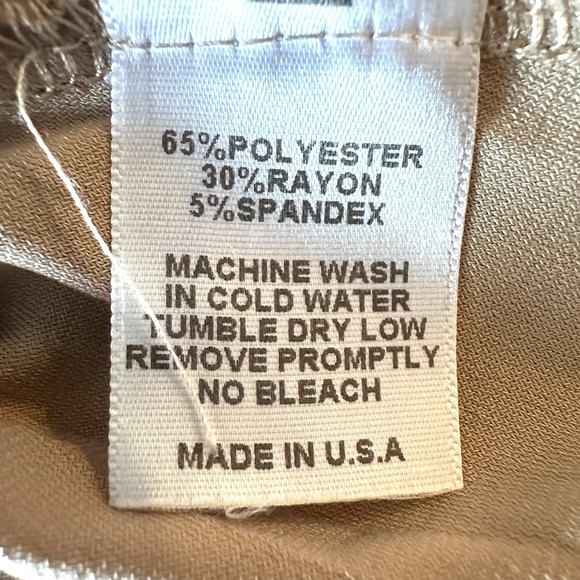 65%POLYESTER
30%RAYON
5%SPANDEX
MACHINE WASH
IN COLD WATER
TUMBLE DRY LOW
REMOVE PROMPTLY
NO BLEACH
MADE IN U.S.A